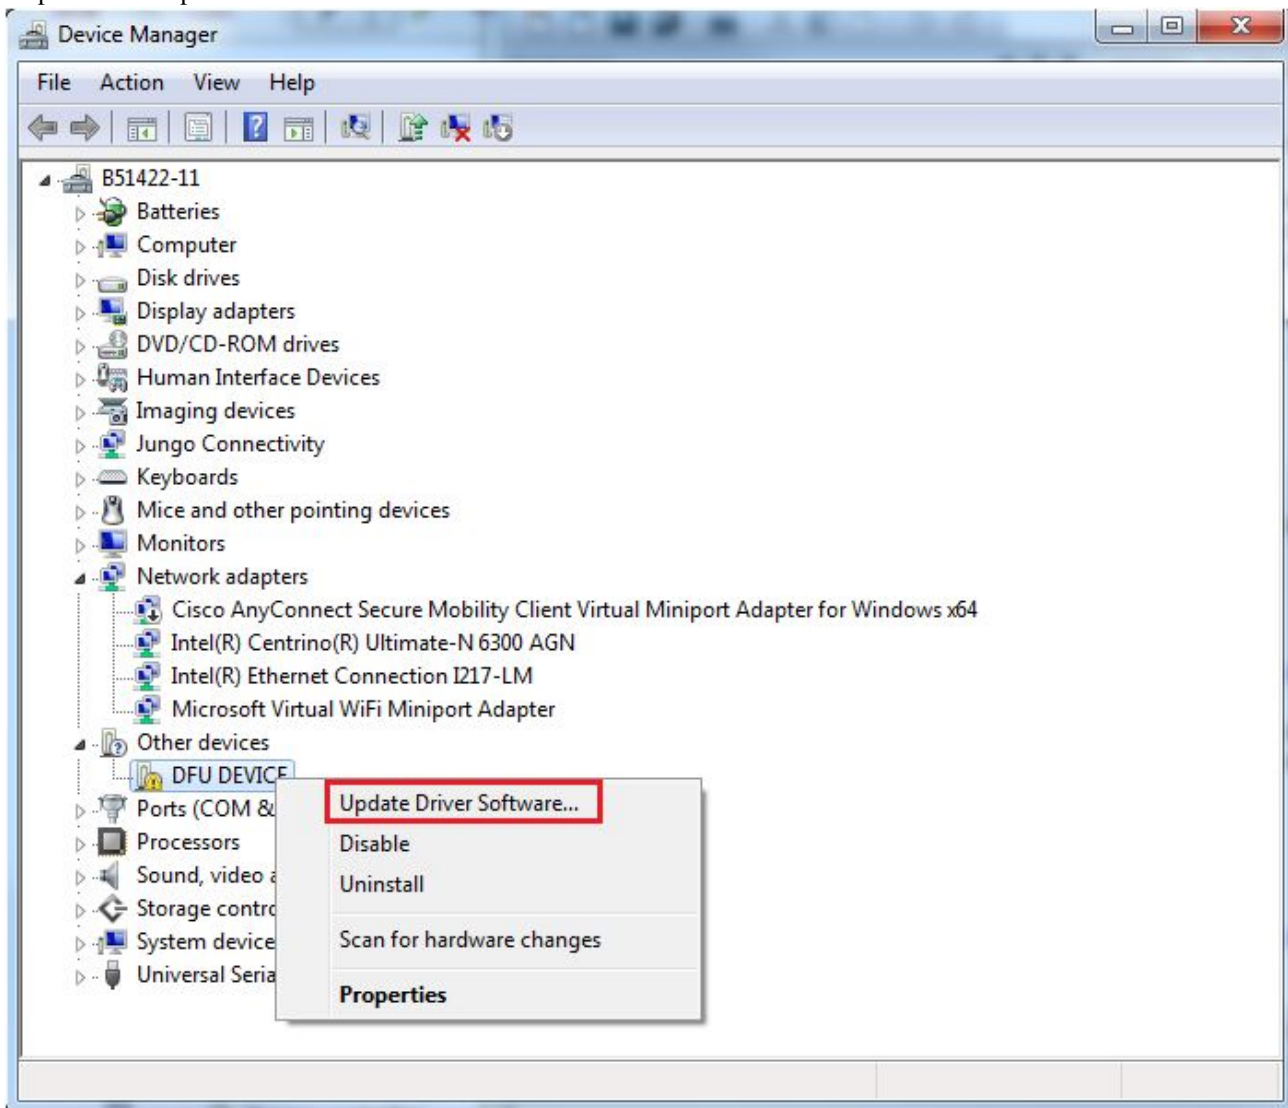 Device Manager
File Action View Help
B51422-11
Batteries
Computer
Disk drives
Display adapters
DVD/CD-ROM drives
Human Interface Devices
Imaging devices
Jungo Connectivity
Keyboards
Mice and other pointing devices
Monitors
Network adapters
Cisco AnyConnect Secure Mobility Client Virtual Miniport Adapter for Windows x64
Intel(R) Centrino(R) Ultimate-N 6300 AGN
Intel(R) Ethernet Connection I217-LM
Microsoft Virtual WiFi Miniport Adapter
Other devices
DFU DEVICE
Ports (COM &
Processors
Sound, video
Storage contro
System device
Universal Seria
Update Driver Software...
Disable
Uninstall
Scan for hardware changes
Properties